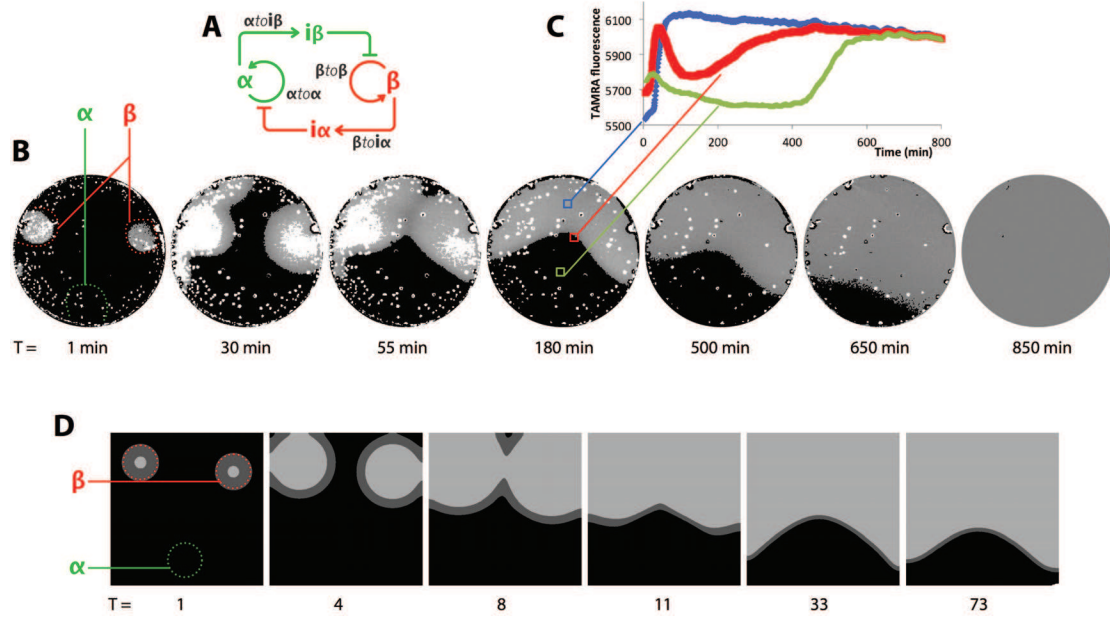 A
αtoiβ
iβ
α
αtoα
βtoβ
β
iα
βtoiα
C
TAMRA fluorescence
6100
5900
5700
5500
0
200
400
600
800
Time (min)
B
α
β
T = 1 min 30 min 55 min 180 min 500 min 650 min 850 min
D
β
α
T = 1 4 8 11 33 73